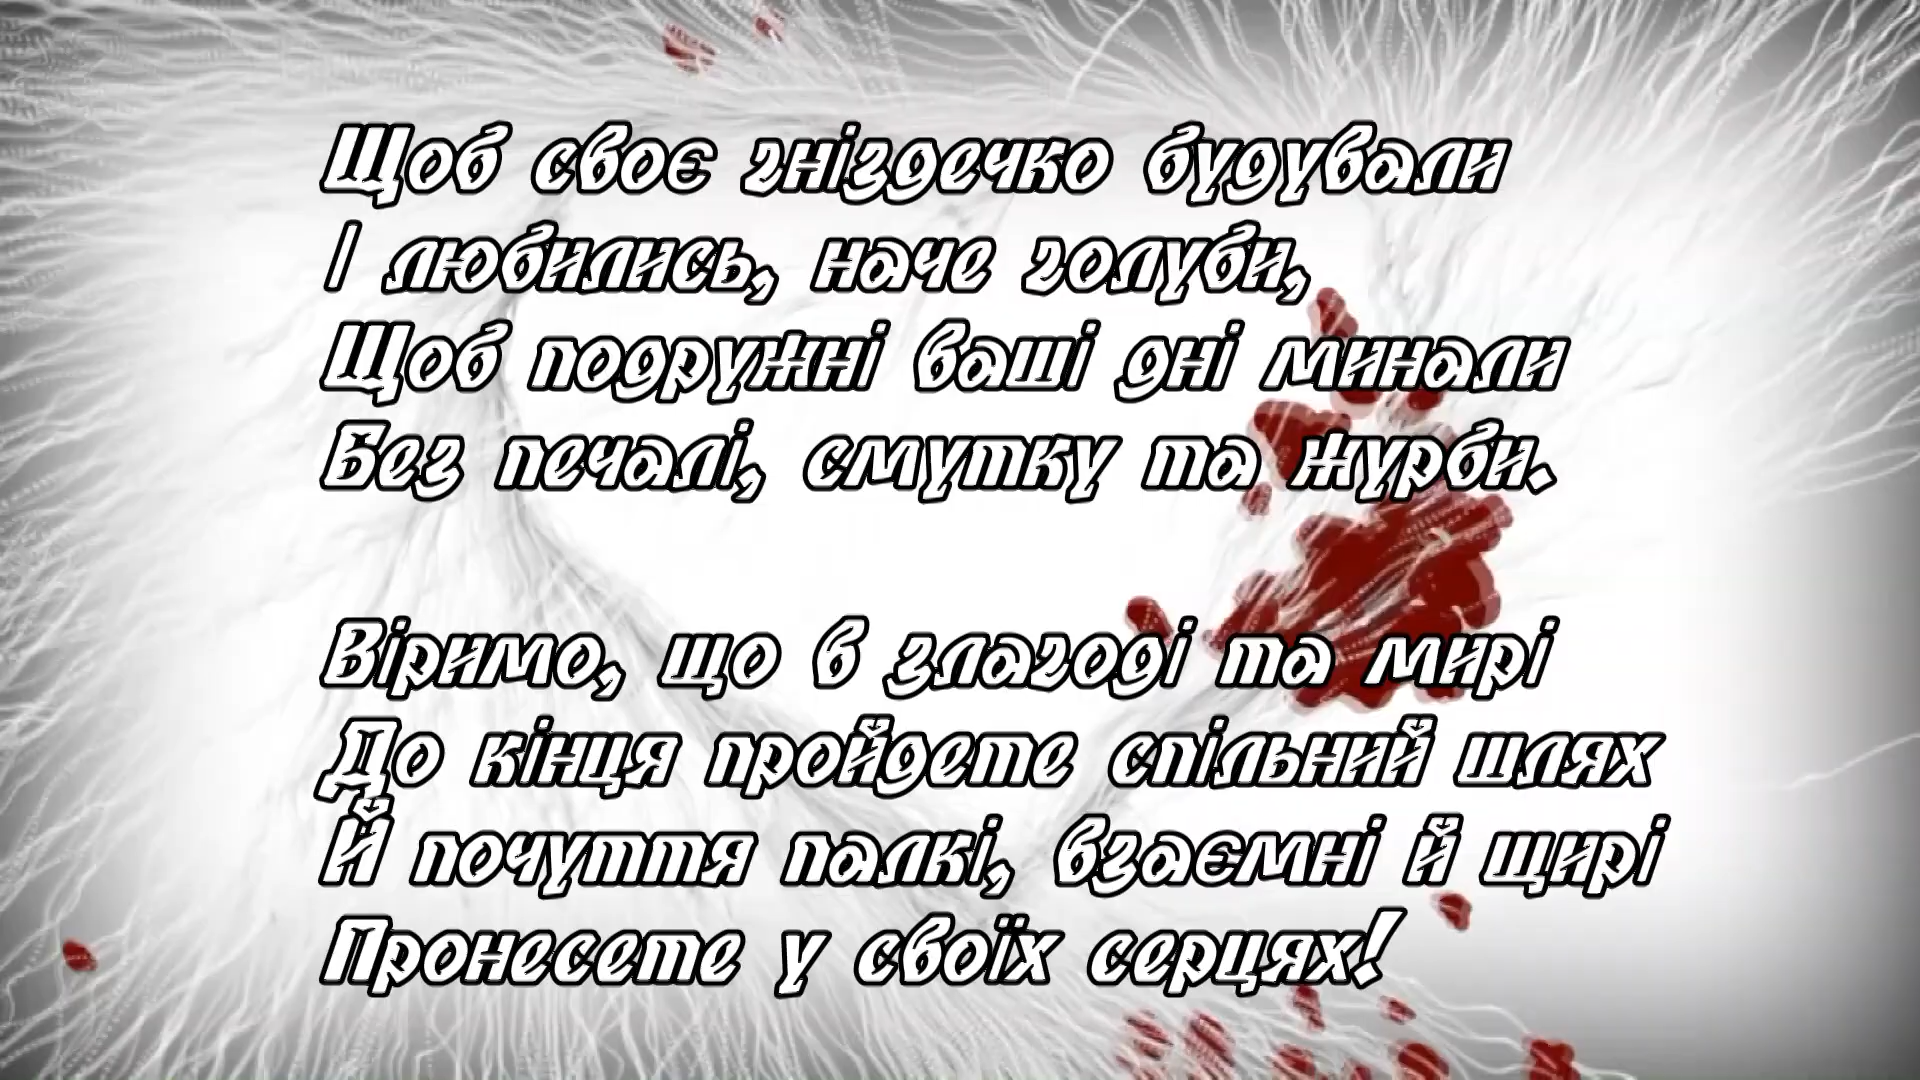 Щоб своє гніздечко будували
І любились, наче голуби,
Щоб подружні ваші дні минали
Без печалі, смутку та журби.
Віримо, що в злагоді та мирі
До кінця пройдете спільний шлях
Й почуття палкі, взаємні й щирі
Пронесете у своїх серцях!